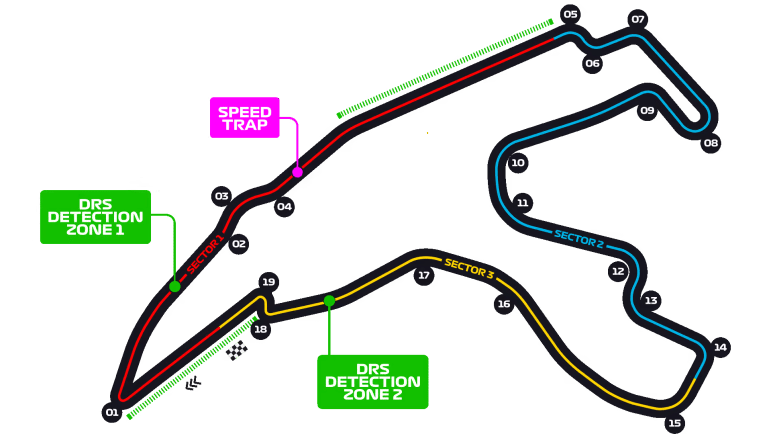 05
07
06
SPEED
TRAP
09
08
10
03
04
DRS
DETECTION
ZONE 1
11
02
SECTOR 1
SECTOR 2
SECTOR 3
12
17
19
13
16
18
14
DRS
DETECTION
ZONE 2
01
15